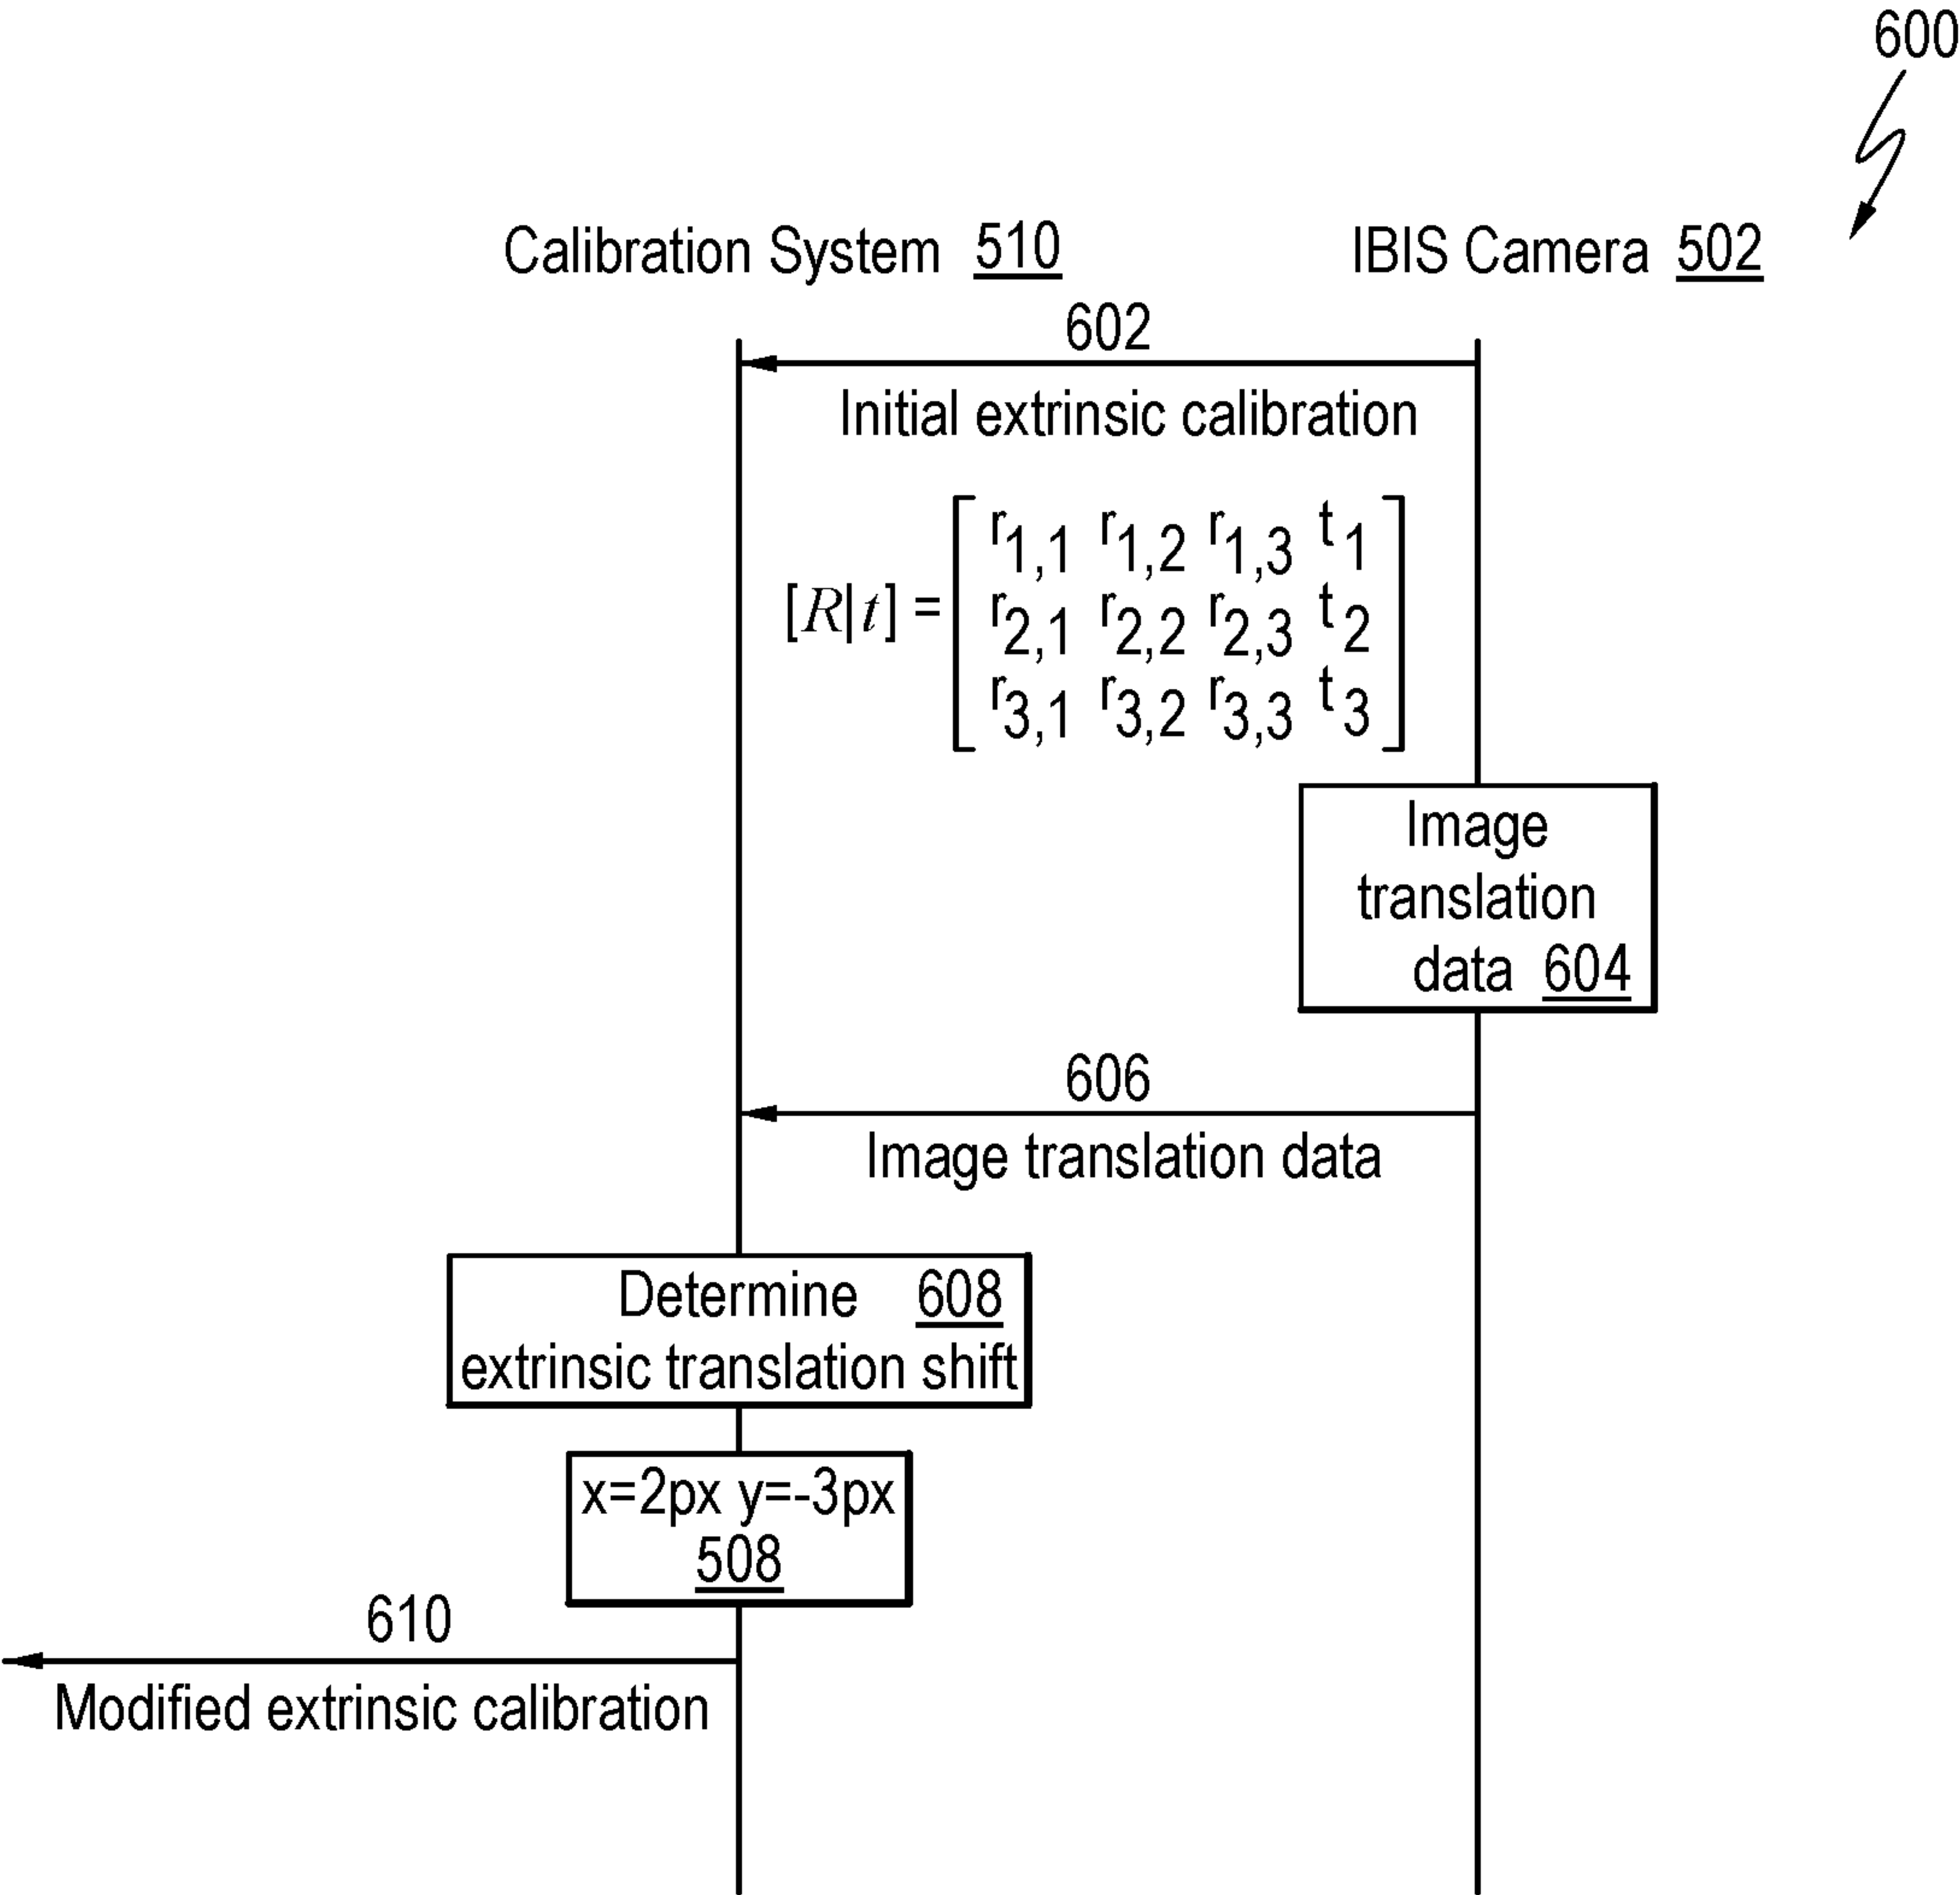 600
Calibration System 510
IBIS Camera 502
602
Initial extrinsic calibration
[R|t] =
r1,1 r1,2 r1,3 t1
r2,1 r2,2 r2,3 t2
r3,1 r3,2 r3,3 t3
Image
translation
data 604
606
Image translation data
Determine 608
extrinsic translation shift
x=2px y=-3px
508
610
Modified extrinsic calibration